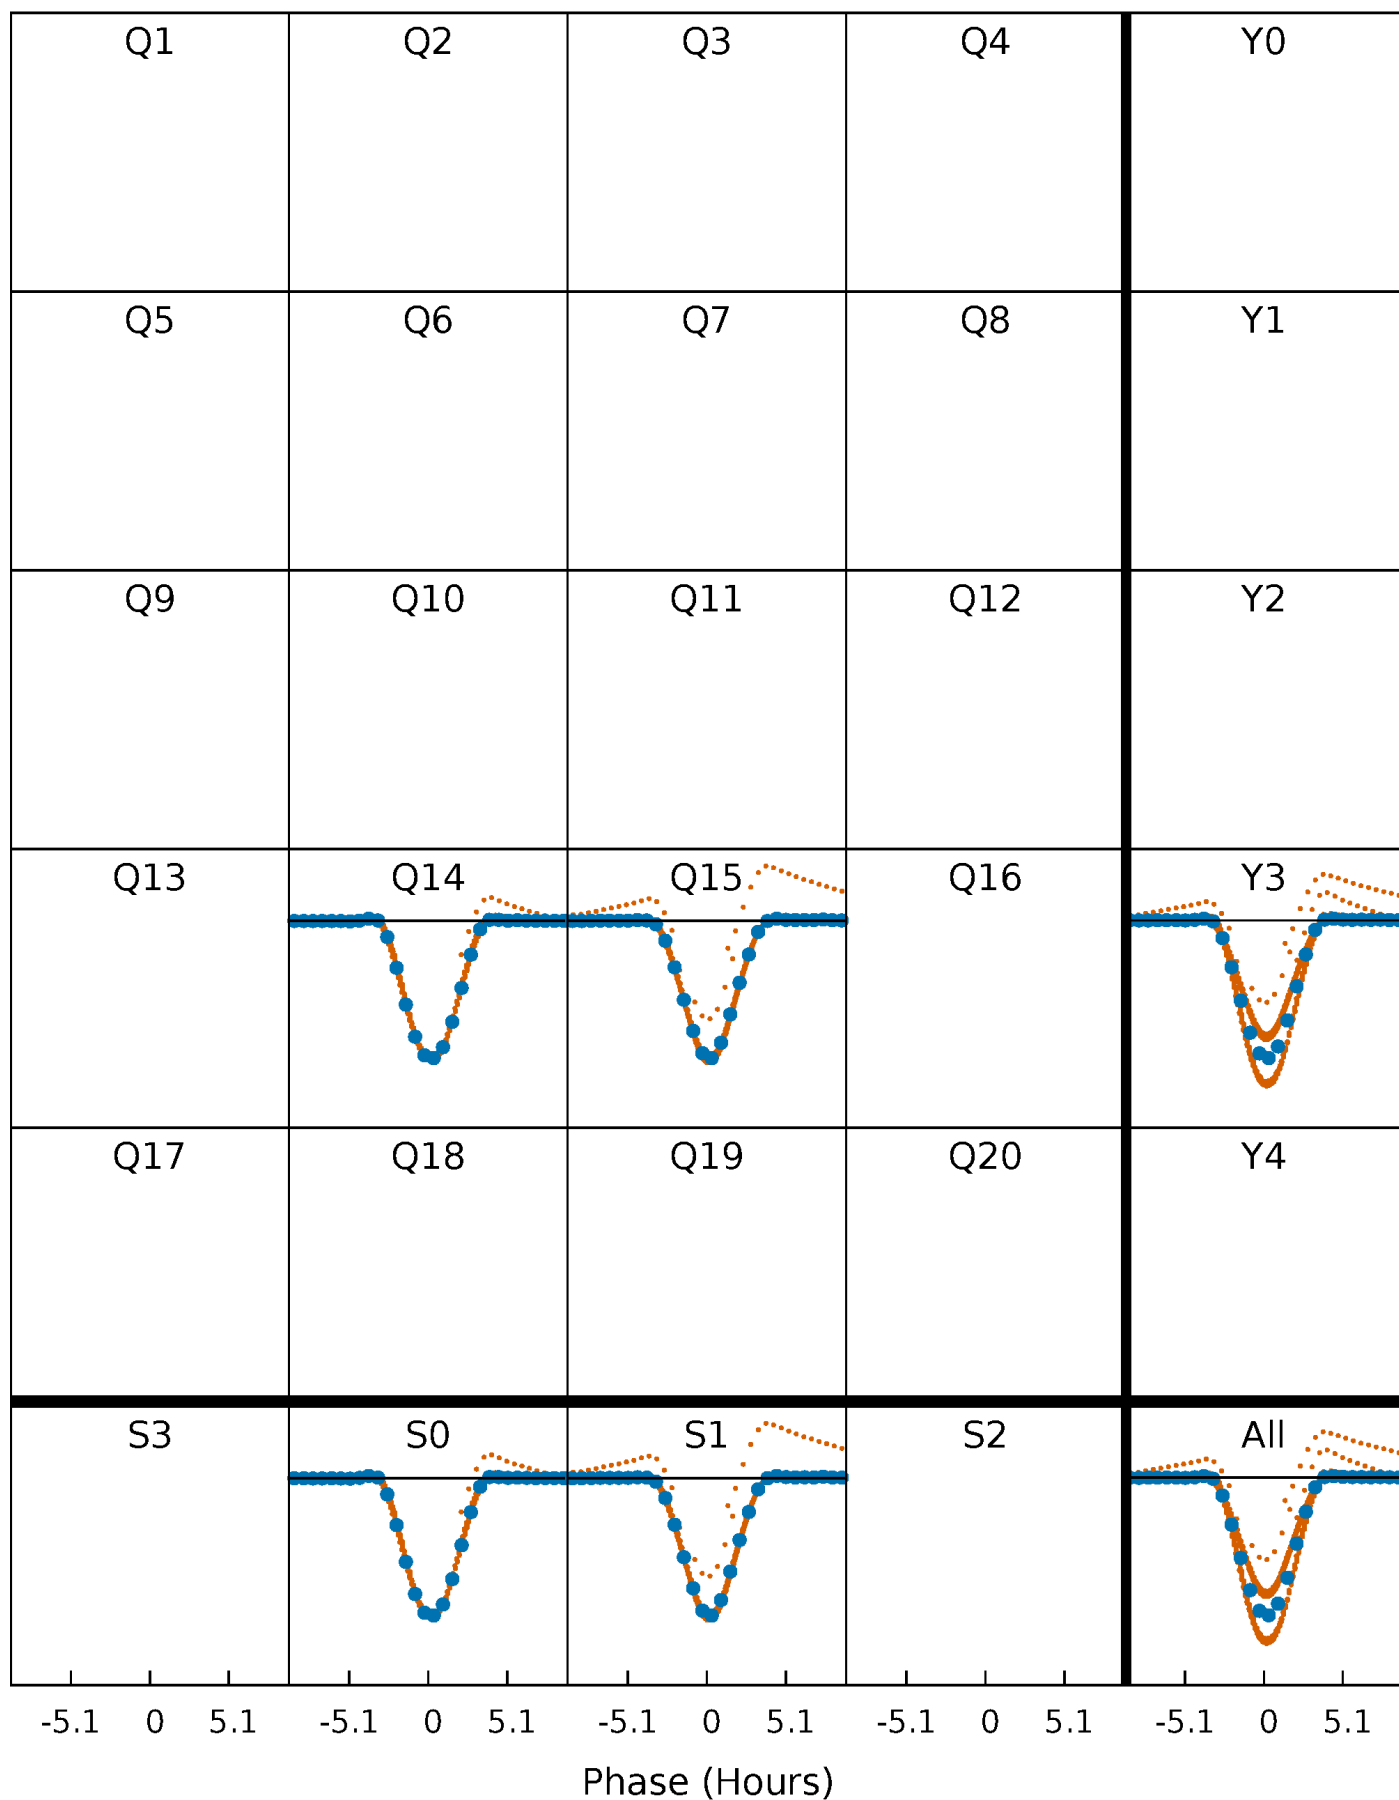 Q1 Q2 Q3 Q4 Y0
Q5 Q6 Q7 Q8 Y1
Q9 Q10 Q11 Q12 Y2
Q13 Q14 Q15 Q16 Y3
Q17 Q18 Q19 Q20 Y4
S3 S0 S1 S2 All
-5.1 0 5.1 -5.1 0 5.1 -5.1 0 5.1 -5.1 0 5.1 -5.1 0 5.1
Phase (Hours)